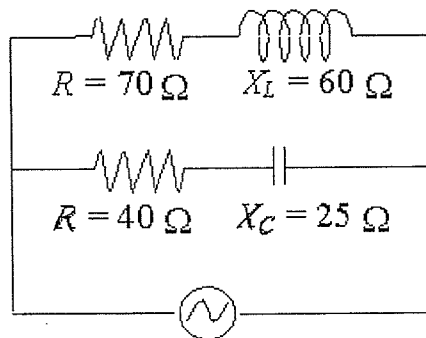 R = 70 Ω X_L = 60 Ω
R = 40 Ω X_C = 25 Ω